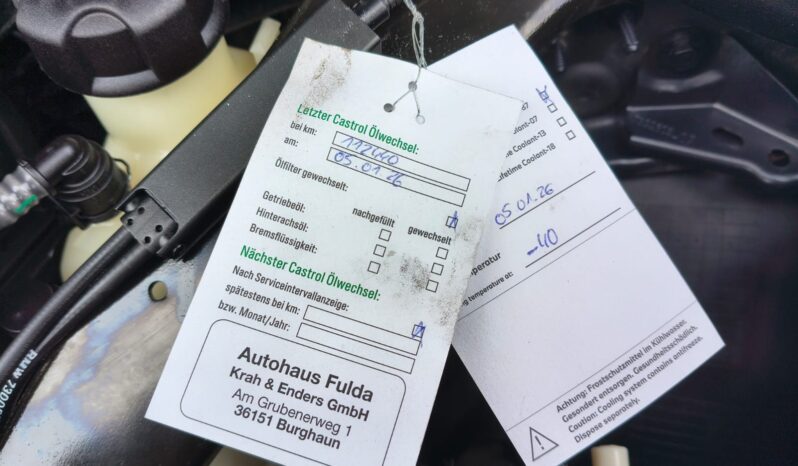 Letzter Castrol Ölwechsel:
bei km: 112440
am: 05.01.26
Ölfilter gewechselt:
nachgefüllt gewechselt
Getriebeöl:
Hinterachsöl:
Bremsflüssigkeit:
Nächster Castrol Ölwechsel:
Nach Serviceintervallanzeige:
spätestens bei km:
bzw. Monat/Jahr:
Autohaus Fulda
Krah & Enders GmbH
Am Grubenerweg 1
36151 Burghaun
Coolant-13
Coolant-18
05.01.26
-40
temperature at:
Achtung: Frostschutzmittel im Kühlwasser.
Gesondert entsorgen. Gesundheitsschädlich.
Caution: Cooling system contains antifreeze.
Dispose separately.